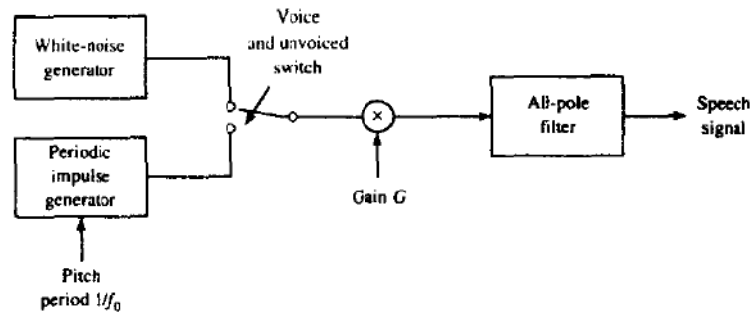 Voice
and unvoiced
switch
White-noise
generator
×
All-pole
filter
Speech
signal
Periodic
impulse
generator
Gain G
Pitch
period 1/f₀